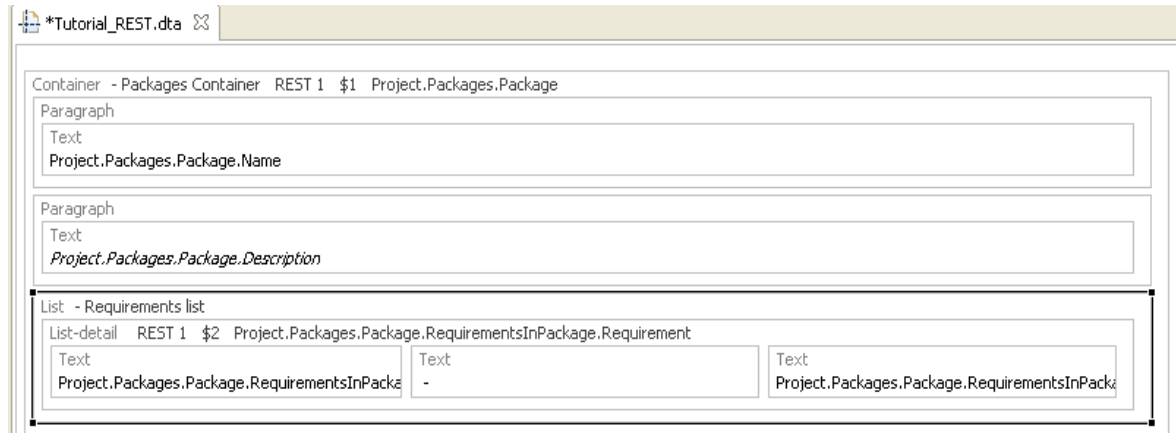 *Tutorial_REST.dta
Container - Packages Container REST 1 $1 Project.Packages.Package
Paragraph
Text
Project.Packages.Package.Name
Paragraph
Text
Project.Packages.Package.Description
List - Requirements list
List-detail REST 1 $2 Project.Packages.Package.RequirementsInPackage.Requirement
Text Text Text
Project.Packages.Package.RequirementsInPacka - Project.Packages.Package.RequirementsInPacka